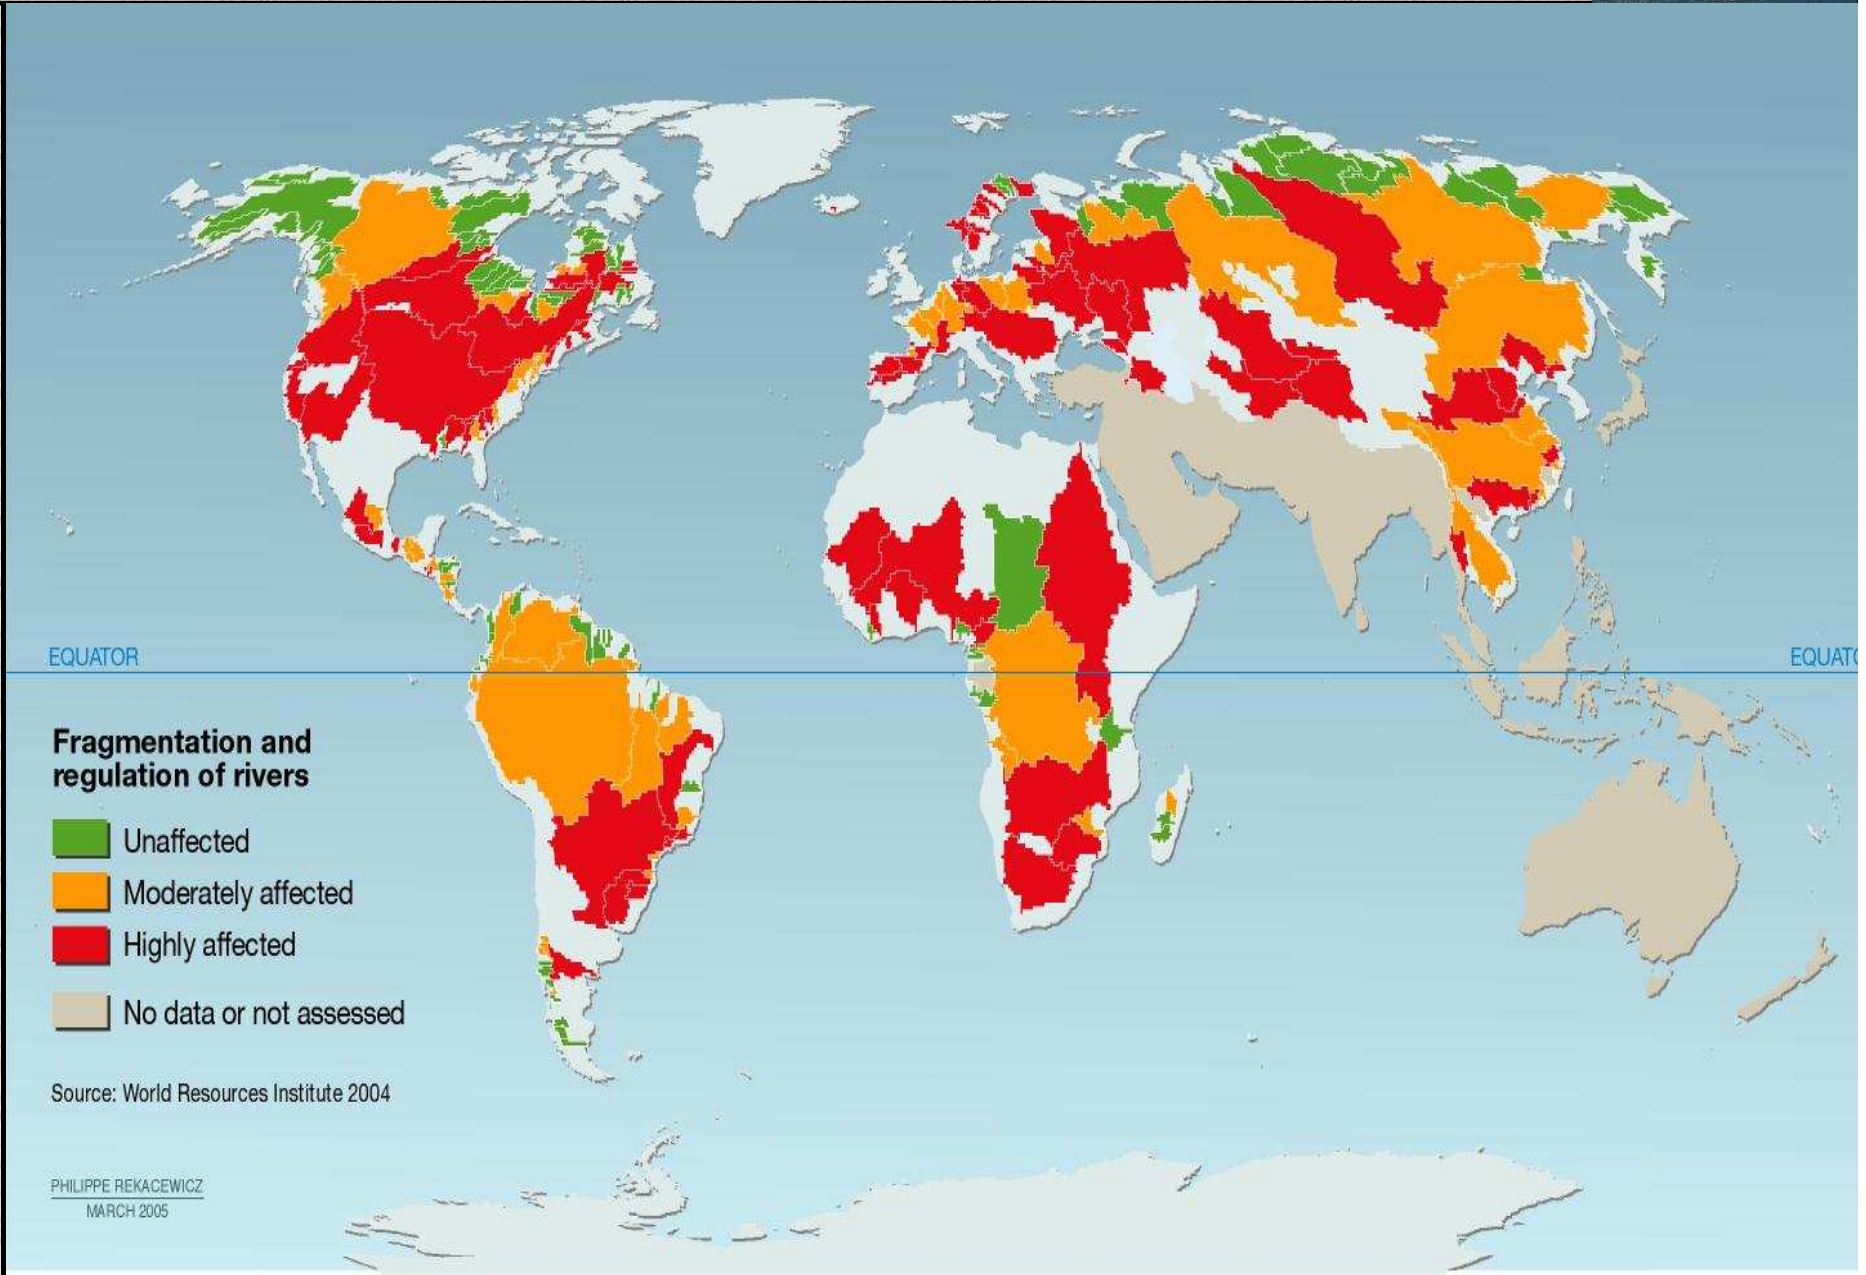 EQUATOR
EQUATO
Fragmentation and
regulation of rivers
Unaffected
Moderately affected
Highly affected
No data or not assessed
Source: World Resources Institute 2004
PHILIPPE REKACEWICZ
MARCH 2005